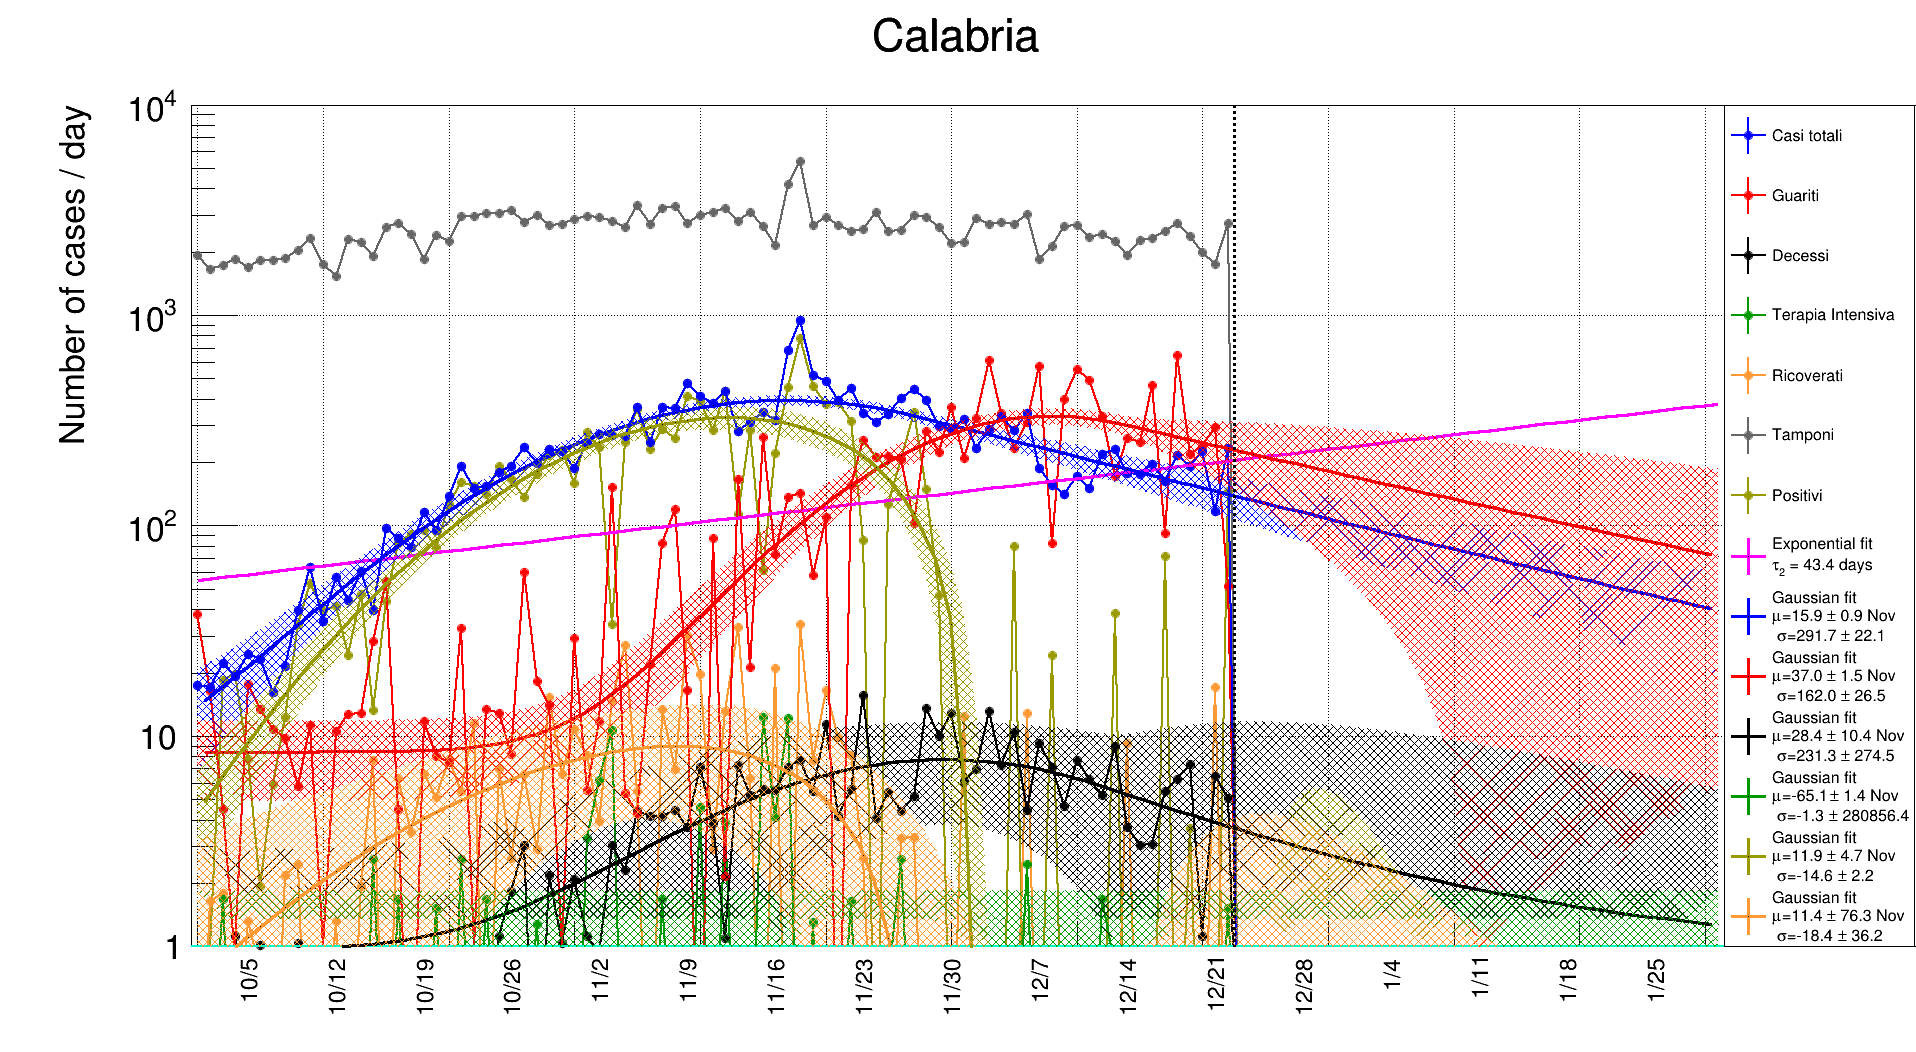 Calabria
Number of cases / day
10⁴
10³
10²
10
1
10/5
10/12
10/19
10/26
11/2
11/9
11/16
11/23
11/30
12/7
12/14
12/21
12/28
1/4
1/11
1/18
1/25
Casi totali
Guariti
Decessi
Terapia Intensiva
Ricoverati
Tamponi
Positivi
Exponential fit
τ₂ = 43.4 days
Gaussian fit
μ=15.9 ± 0.9 Nov
σ=291.7 ± 22.1
Gaussian fit
μ=37.0 ± 1.5 Nov
σ=162.0 ± 26.5
Gaussian fit
μ=28.4 ± 10.4 Nov
σ=231.3 ± 274.5
Gaussian fit
μ=-65.1 ± 1.4 Nov
σ=-1.3 ± 280856.4
Gaussian fit
μ=11.9 ± 4.7 Nov
σ=-14.6 ± 2.2
Gaussian fit
μ=11.4 ± 76.3 Nov
σ=-18.4 ± 36.2